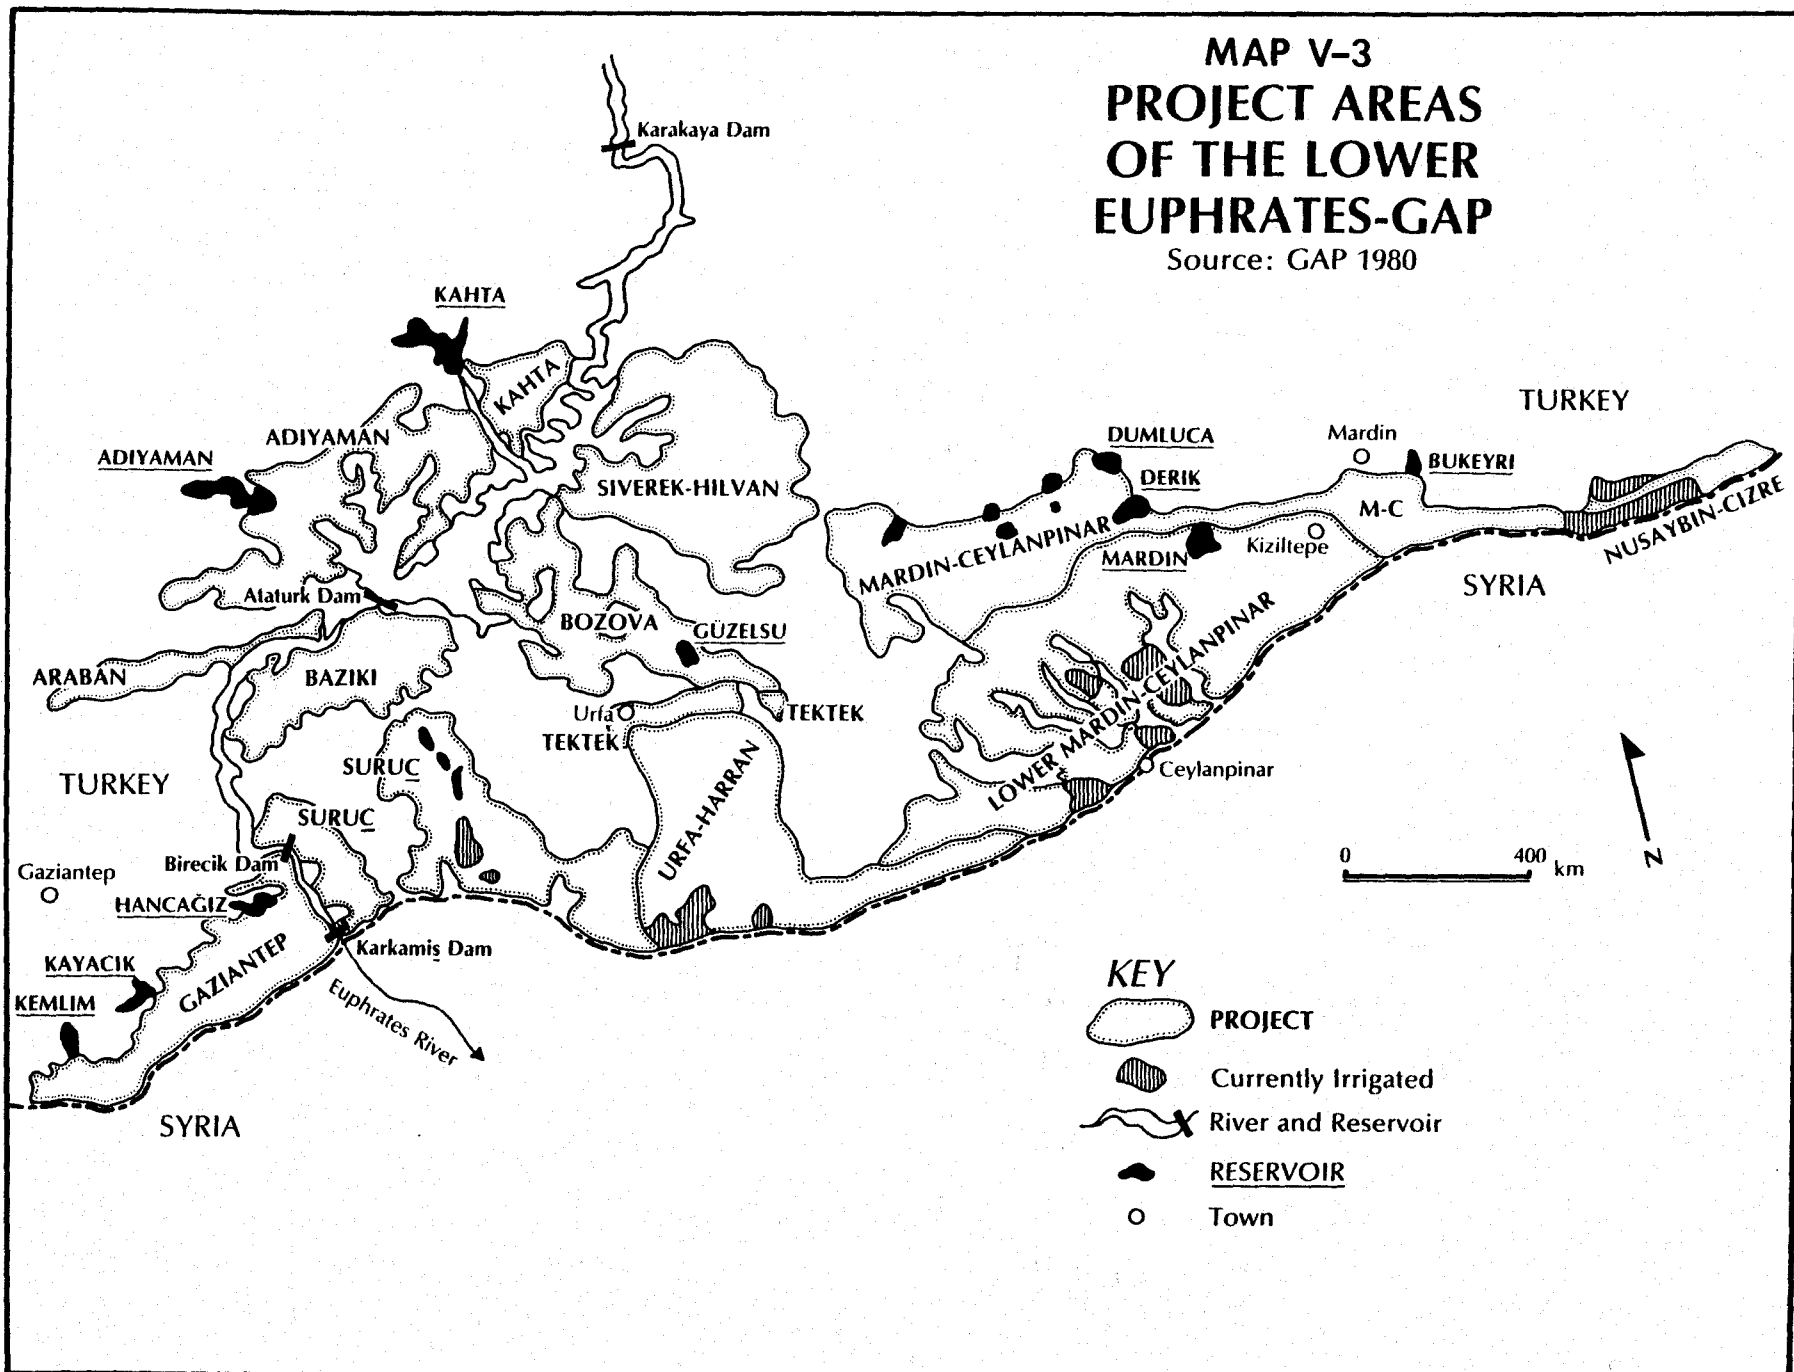 MAP V-3
PROJECT AREAS
OF THE LOWER
EUPHRATES-GAP
Source: GAP 1980
Karakaya Dam
KAHTA
KAHTA
TURKEY
ADIYAMAN
ADIYAMAN
SIVEREK-HILVAN
DUMLUCA
DERIK
Mardin
BUKEYRI
M-C
NUSAYBIN-CIZRE
MARDIN-CEYLANPINAR
MARDIN
Kiziltepe
SYRIA
Ataturk Dam
BOZOVA
GÜZELSU
ARABAN
BAZIKI
Urfa
TEKTEK
TEKTEK
LOWER MARDIN-CEYLANPINAR
Ceylanpinar
TURKEY
SURUC̲
SURUC̲
URFA-HARRAN
Birecik Dam
Gaziantep
HANCAĞIZ
KAYACIK
GAZIANTEP
Karkamis̲ Dam
KEMLIM
Euphrates River
SYRIA
N
0 400 km
KEY
PROJECT
Currently Irrigated
River and Reservoir
RESERVOIR
Town